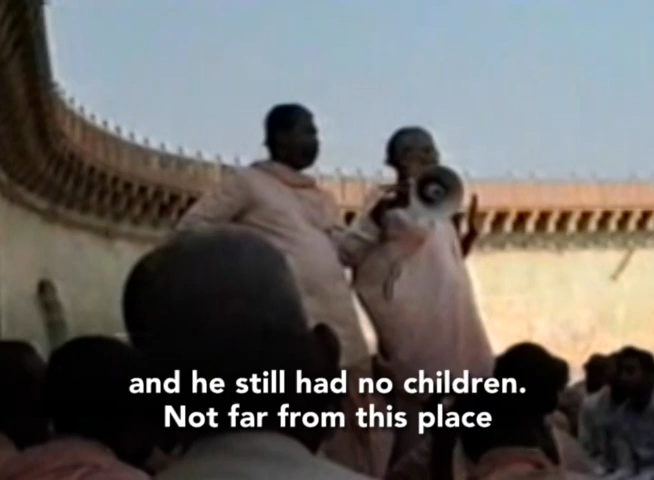 and he still had no children.
Not far from this place